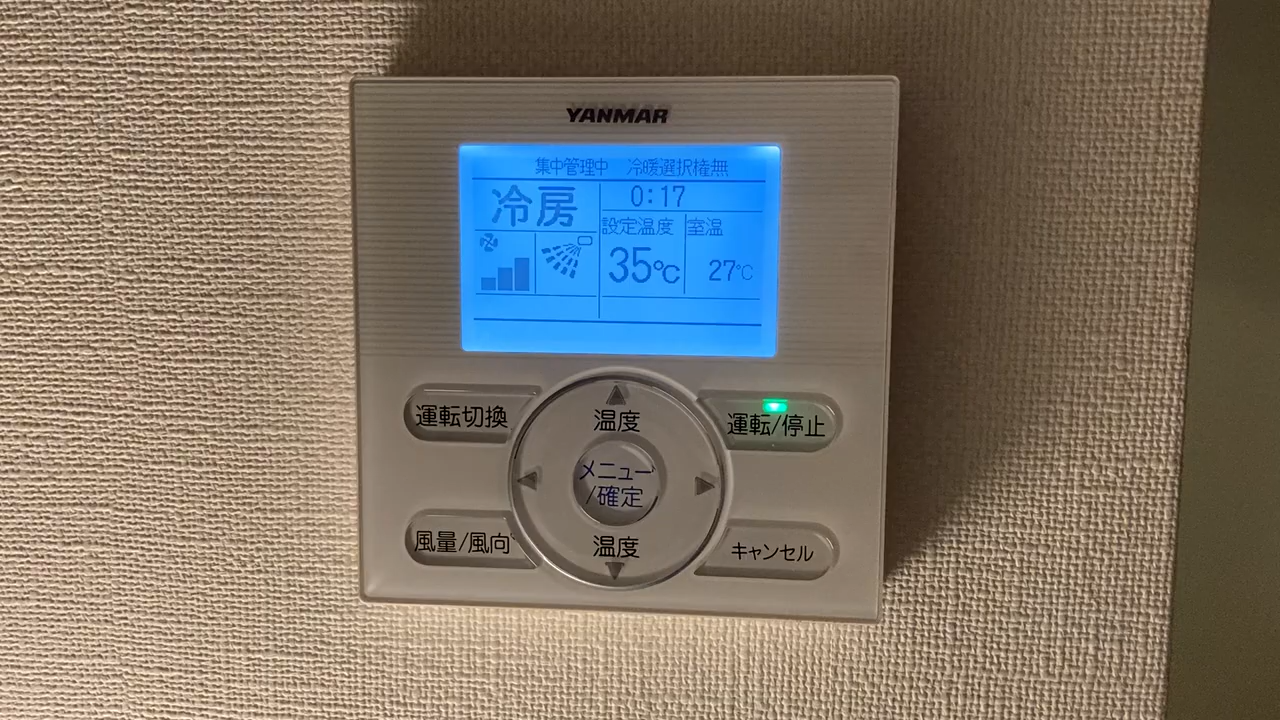 YANMAR
集中管理中 冷暖選択権無
冷房
0:17
設定温度 室温
35℃ 27℃
運転切換
温度
運転/停止
メニュー
/確定
風量/風向
温度
キャンセル